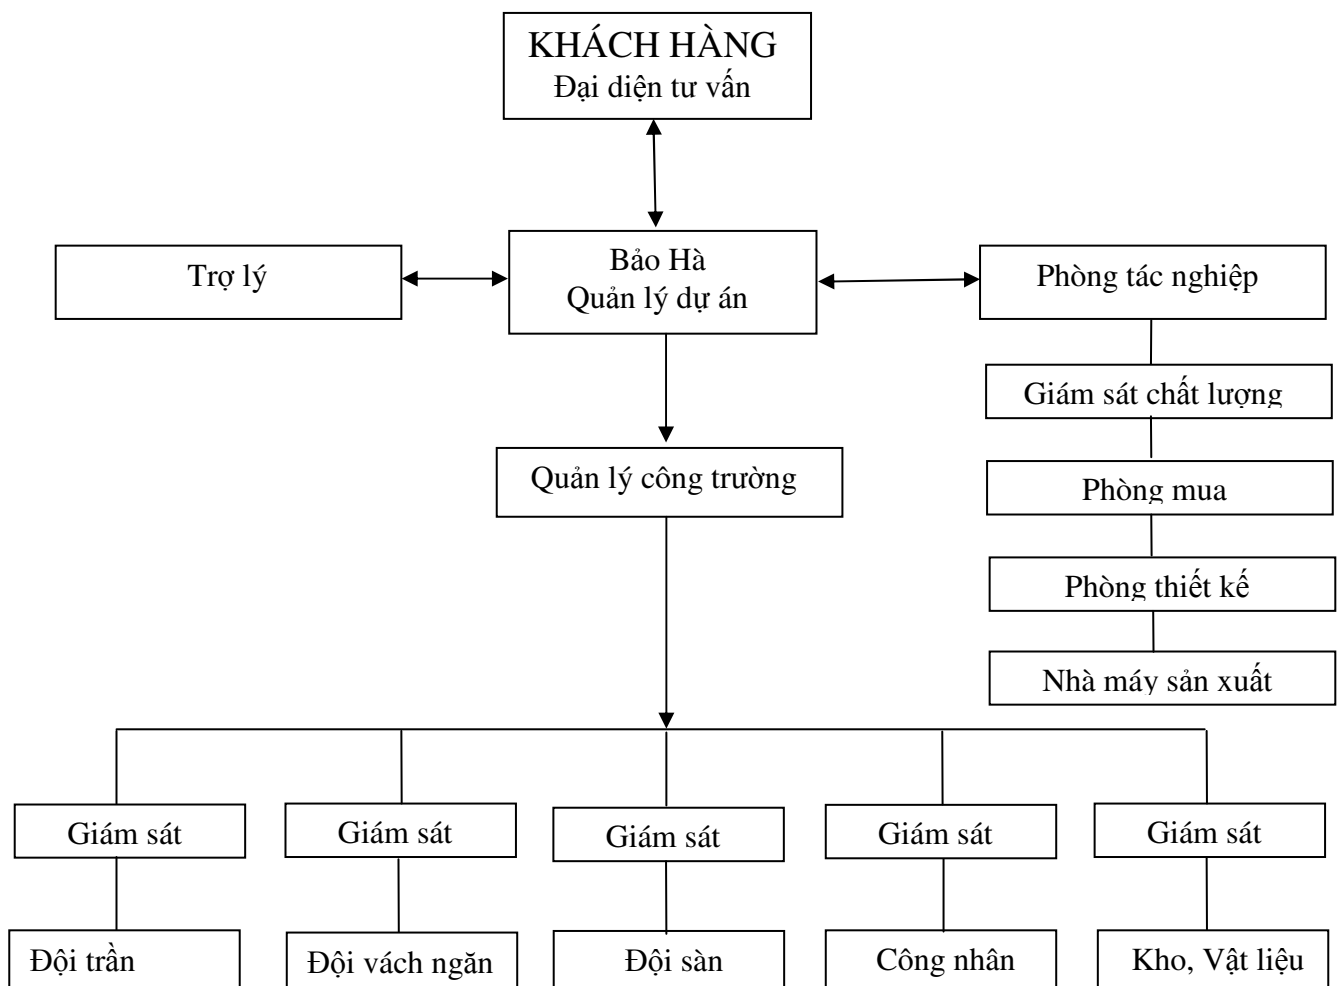 KHÁCH HÀNG
Đại diện tư vấn
Trợ lý
Bảo Hà
Quản lý dự án
Phòng tác nghiệp
Giám sát chất lượng
Quản lý công trường
Phòng mua
Phòng thiết kế
Nhà máy sản xuất
Giám sát
Giám sát
Giám sát
Giám sát
Giám sát
Đội trần
Đội vách ngăn
Đội sàn
Công nhân
Kho, Vật liệu